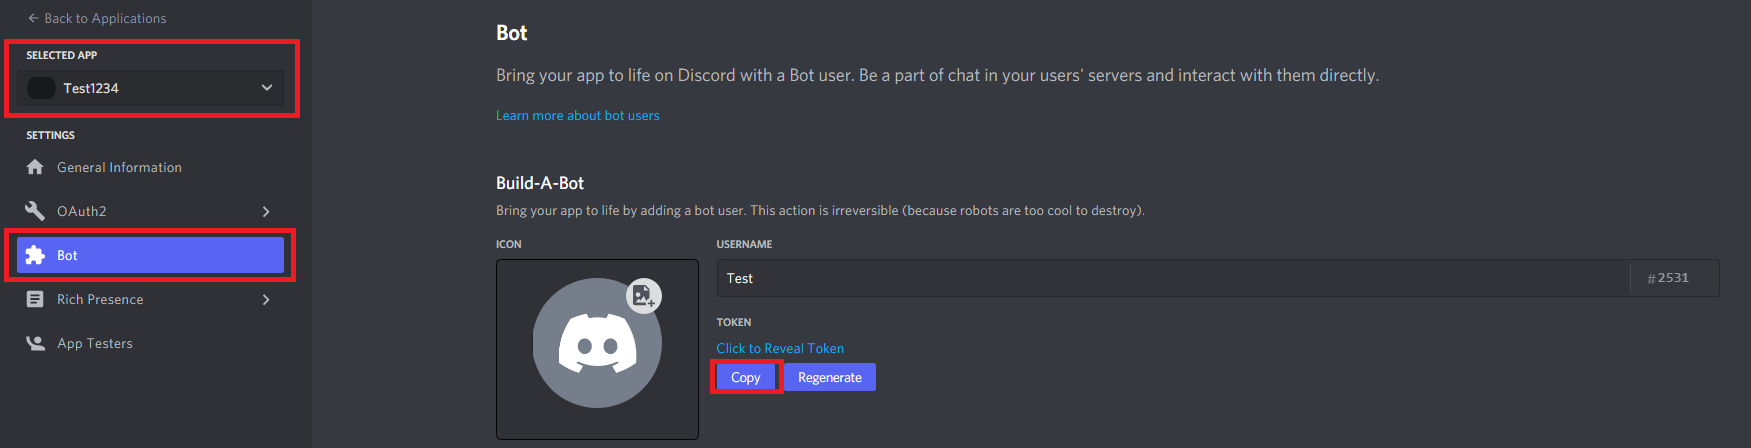 ← Back to Applications
SELECTED APP
Test1234
SETTINGS
General Information
OAuth2
Bot
Rich Presence
App Testers
Bot
Bring your app to life on Discord with a Bot user. Be a part of chat in your users' servers and interact with them directly.
Learn more about bot users
Build-A-Bot
Bring your app to life by adding a bot user. This action is irreversible (because robots are too cool to destroy).
ICON
USERNAME
Test #2531
TOKEN
Click to Reveal Token
Copy Regenerate